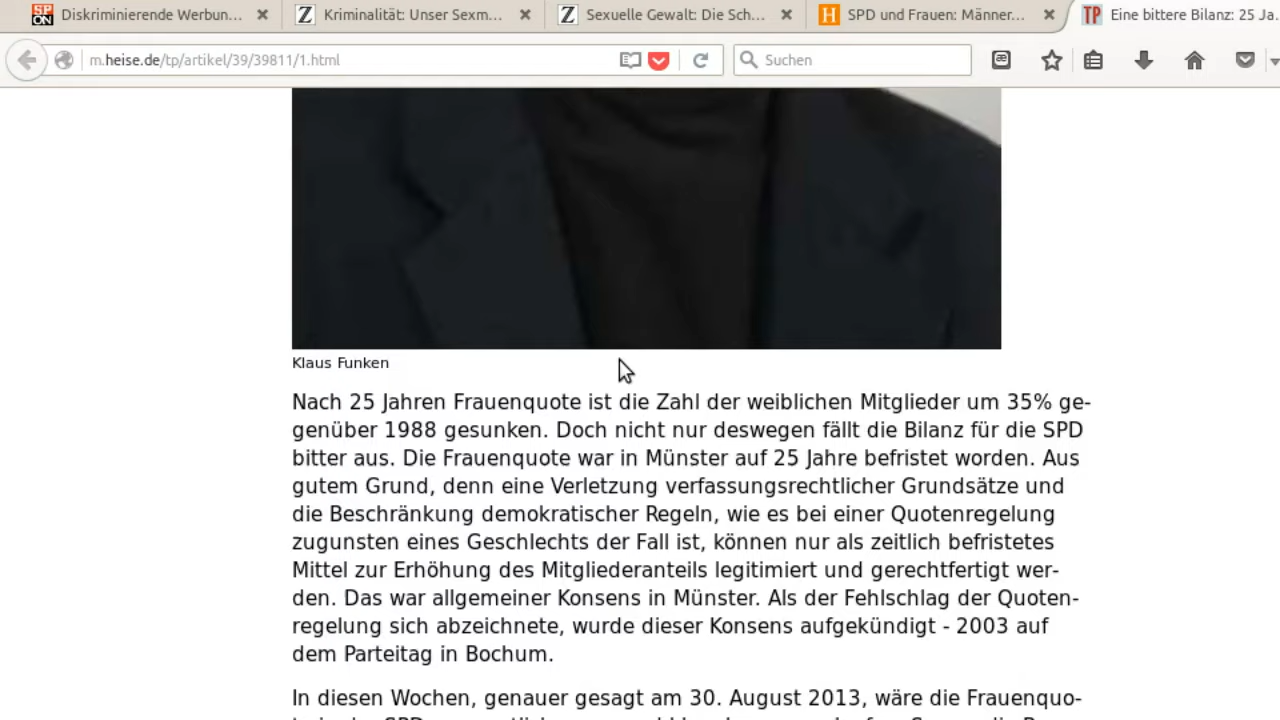 SP ON Diskriminierende Werbun... Z Kriminalität: Unser Sexm... Z Sexuelle Gewalt: Die Sch... H SPD und Frauen: Männer... TP Eine bittere Bilanz: 25 Ja.
m.heise.de/tp/artikel/39/39811/1.html Suchen
Klaus Funken
Nach 25 Jahren Frauenquote ist die Zahl der weiblichen Mitglieder um 35% ge-
genüber 1988 gesunken. Doch nicht nur deswegen fällt die Bilanz für die SPD
bitter aus. Die Frauenquote war in Münster auf 25 Jahre befristet worden. Aus
gutem Grund, denn eine Verletzung verfassungsrechtlicher Grundsätze und
die Beschränkung demokratischer Regeln, wie es bei einer Quotenregelung
zugunsten eines Geschlechts der Fall ist, können nur als zeitlich befristetes
Mittel zur Erhöhung des Mitgliederanteils legitimiert und gerechtfertigt wer-
den. Das war allgemeiner Konsens in Münster. Als der Fehlschlag der Quoten-
regelung sich abzeichnete, wurde dieser Konsens aufgekündigt - 2003 auf
dem Parteitag in Bochum.
In diesen Wochen, genauer gesagt am 30. August 2013, wäre die Frauenquo-